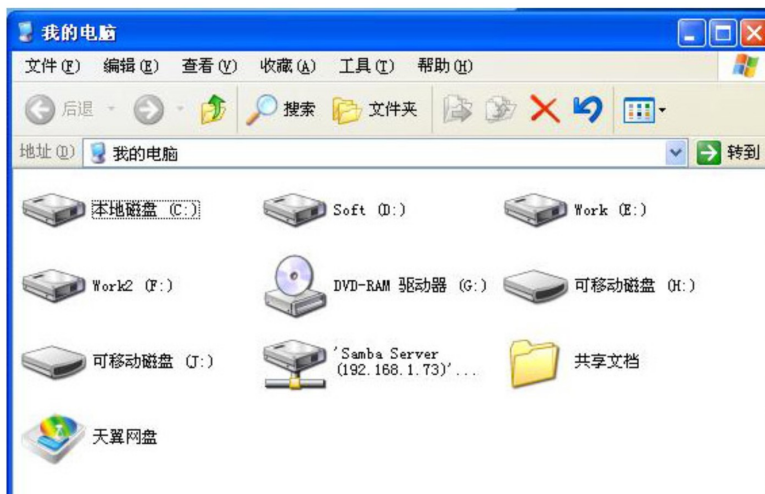 我的电脑
文件(F) 编辑(E) 查看(V) 收藏(A) 工具(T) 帮助(H)
后退 搜索 文件夹
地址(D) 我的电脑 转到
本地磁盘 (C:) Soft (D:) Work (E:)
Work2 (F:) DVD-RAM 驱动器 (G:) 可移动磁盘 (H:)
可移动磁盘 (J:) 'Samba Server 共享文档
(192.168.1.73)'...
天翼网盘